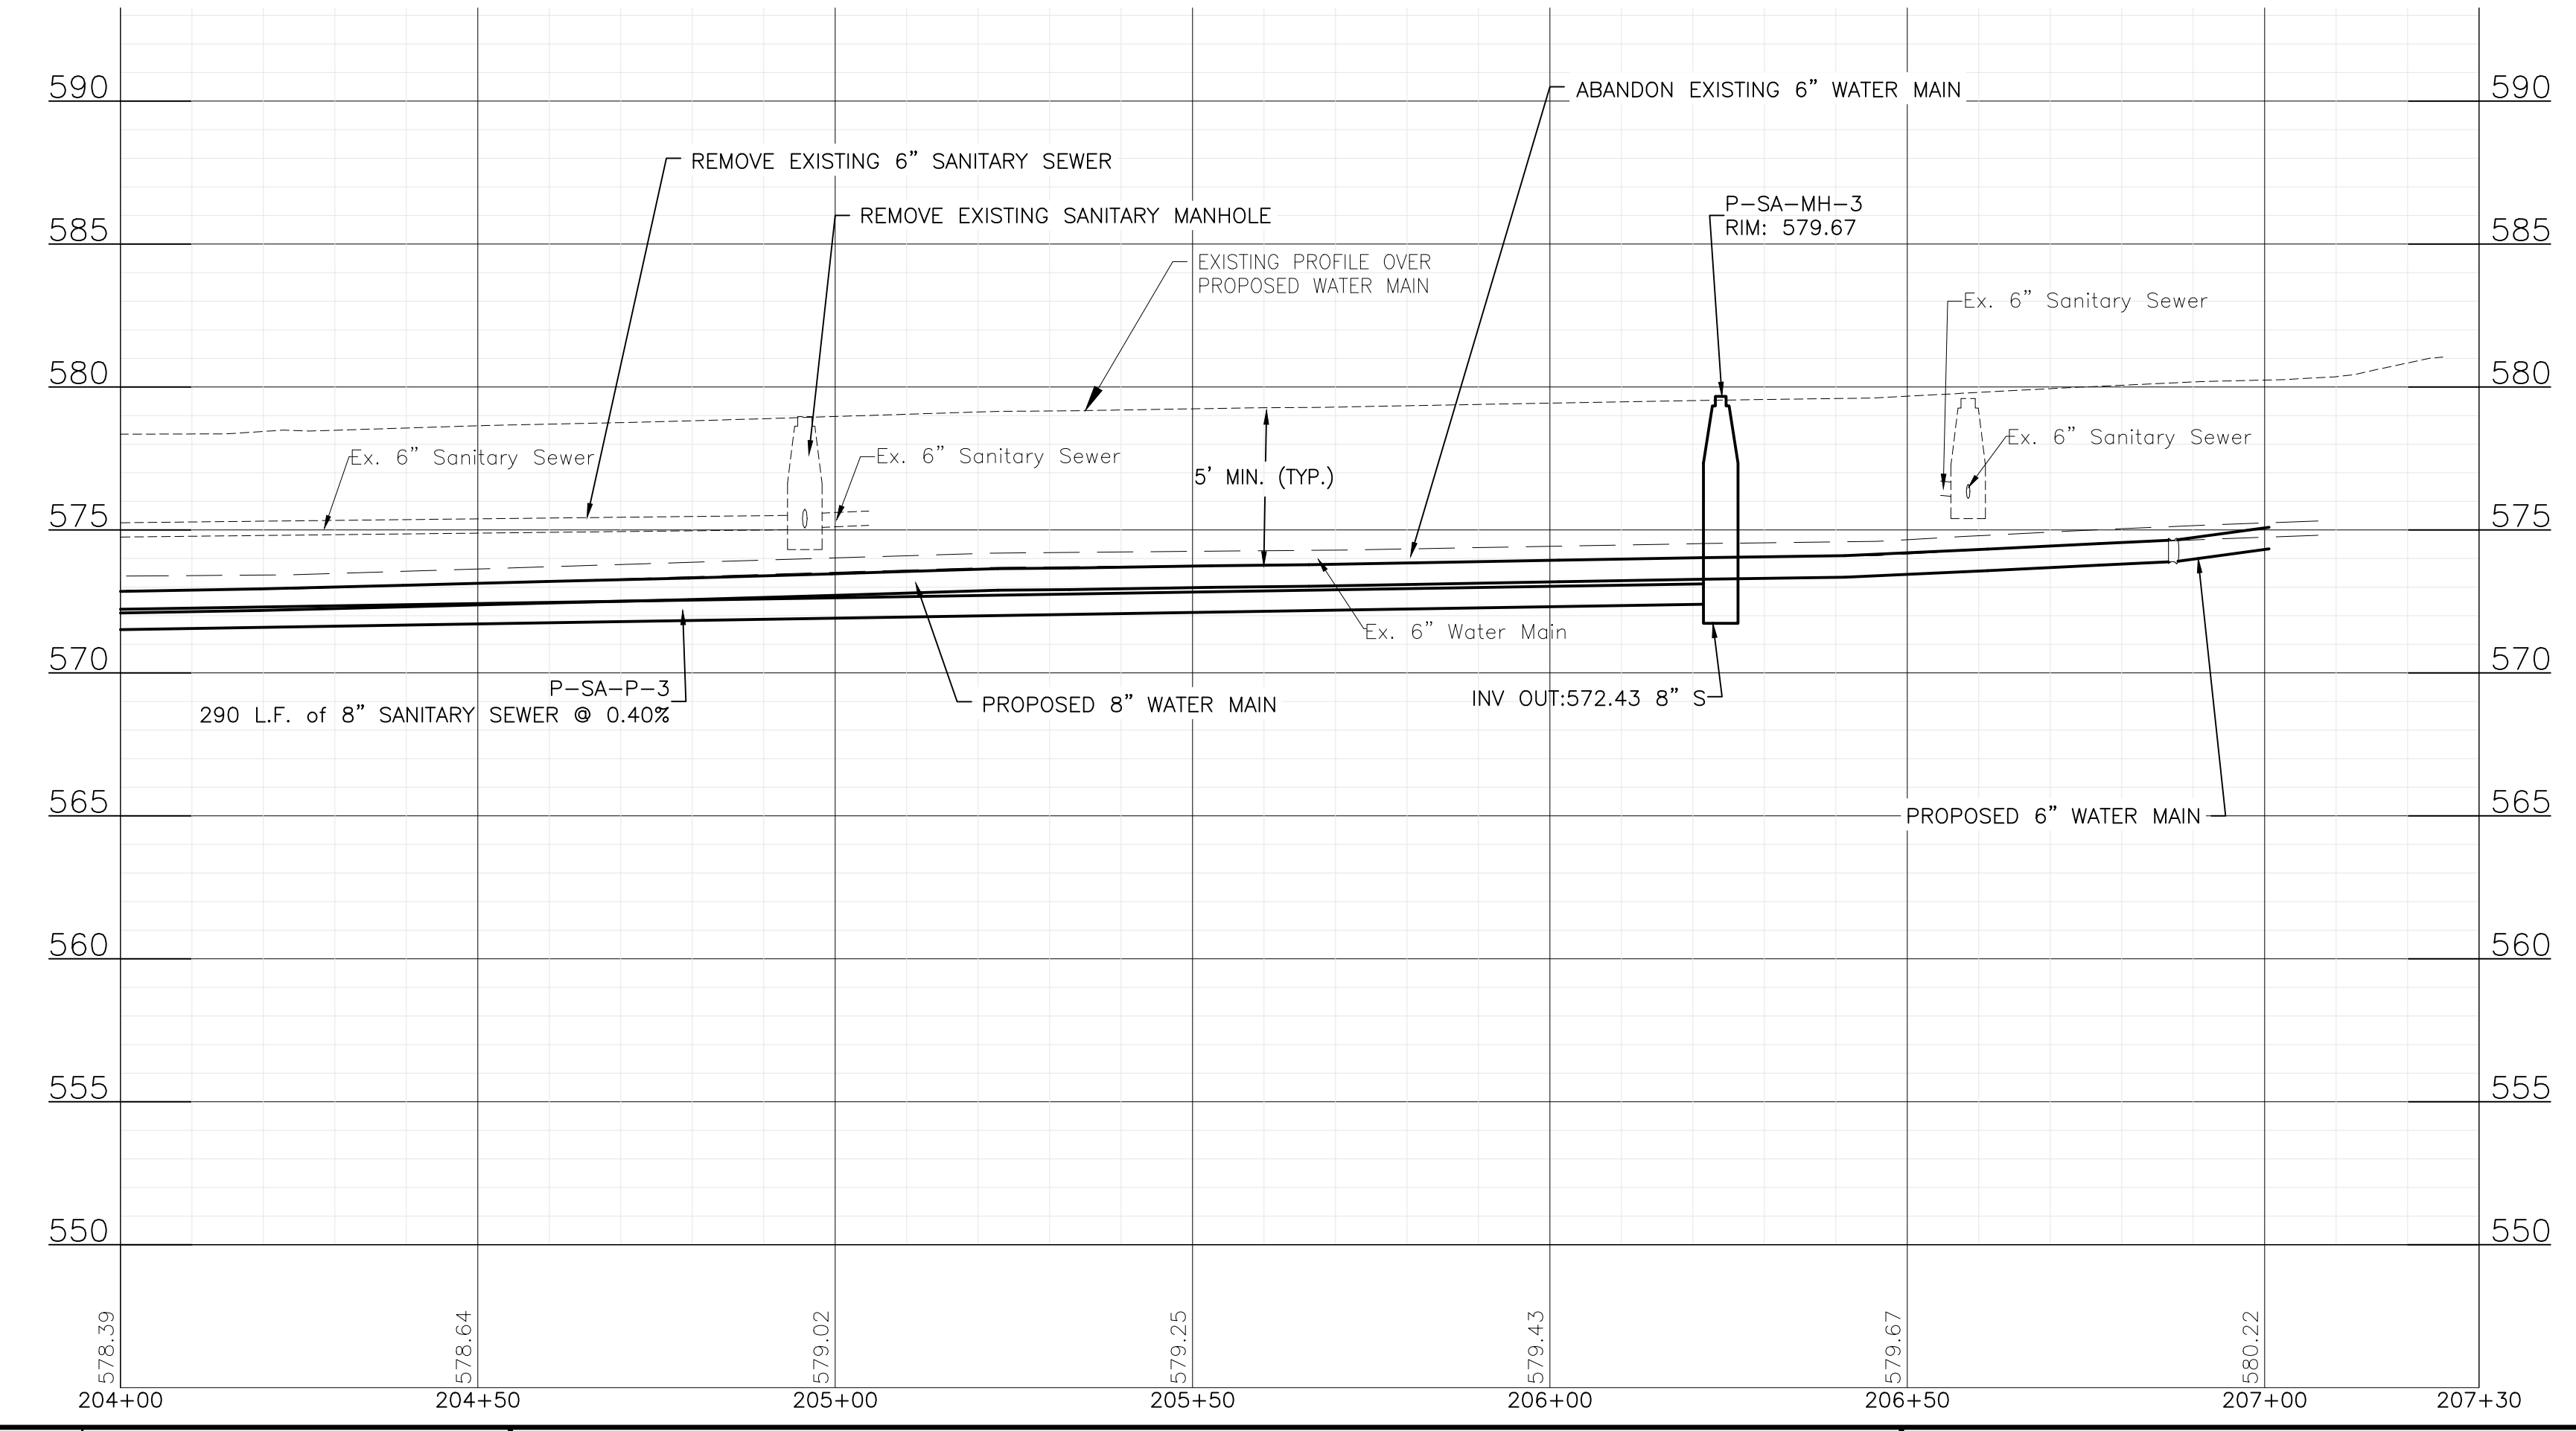 590
590
ABANDON EXISTING 6” WATER MAIN
REMOVE EXISTING 6” SANITARY SEWER
P-SA-MH-3
RIM: 579.67
REMOVE EXISTING SANITARY MANHOLE
585
585
EXISTING PROFILE OVER
PROPOSED WATER MAIN
Ex. 6” Sanitary Sewer
580
580
Ex. 6” Sanitary Sewer
Ex. 6” Sanitary Sewer
Ex. 6” Sanitary Sewer
5’ MIN. (TYP.)
575
575
Ex. 6” Water Main
570
570
P-SA-P-3
290 L.F. of 8” SANITARY SEWER @ 0.40%
PROPOSED 8” WATER MAIN
INV OUT:572.43 8” S
565
565
PROPOSED 6” WATER MAIN
560
560
555
555
550
550
578.39
578.64
579.02
579.25
579.43
579.67
580.22
204+00
204+50
205+00
205+50
206+00
206+50
207+00
207+30